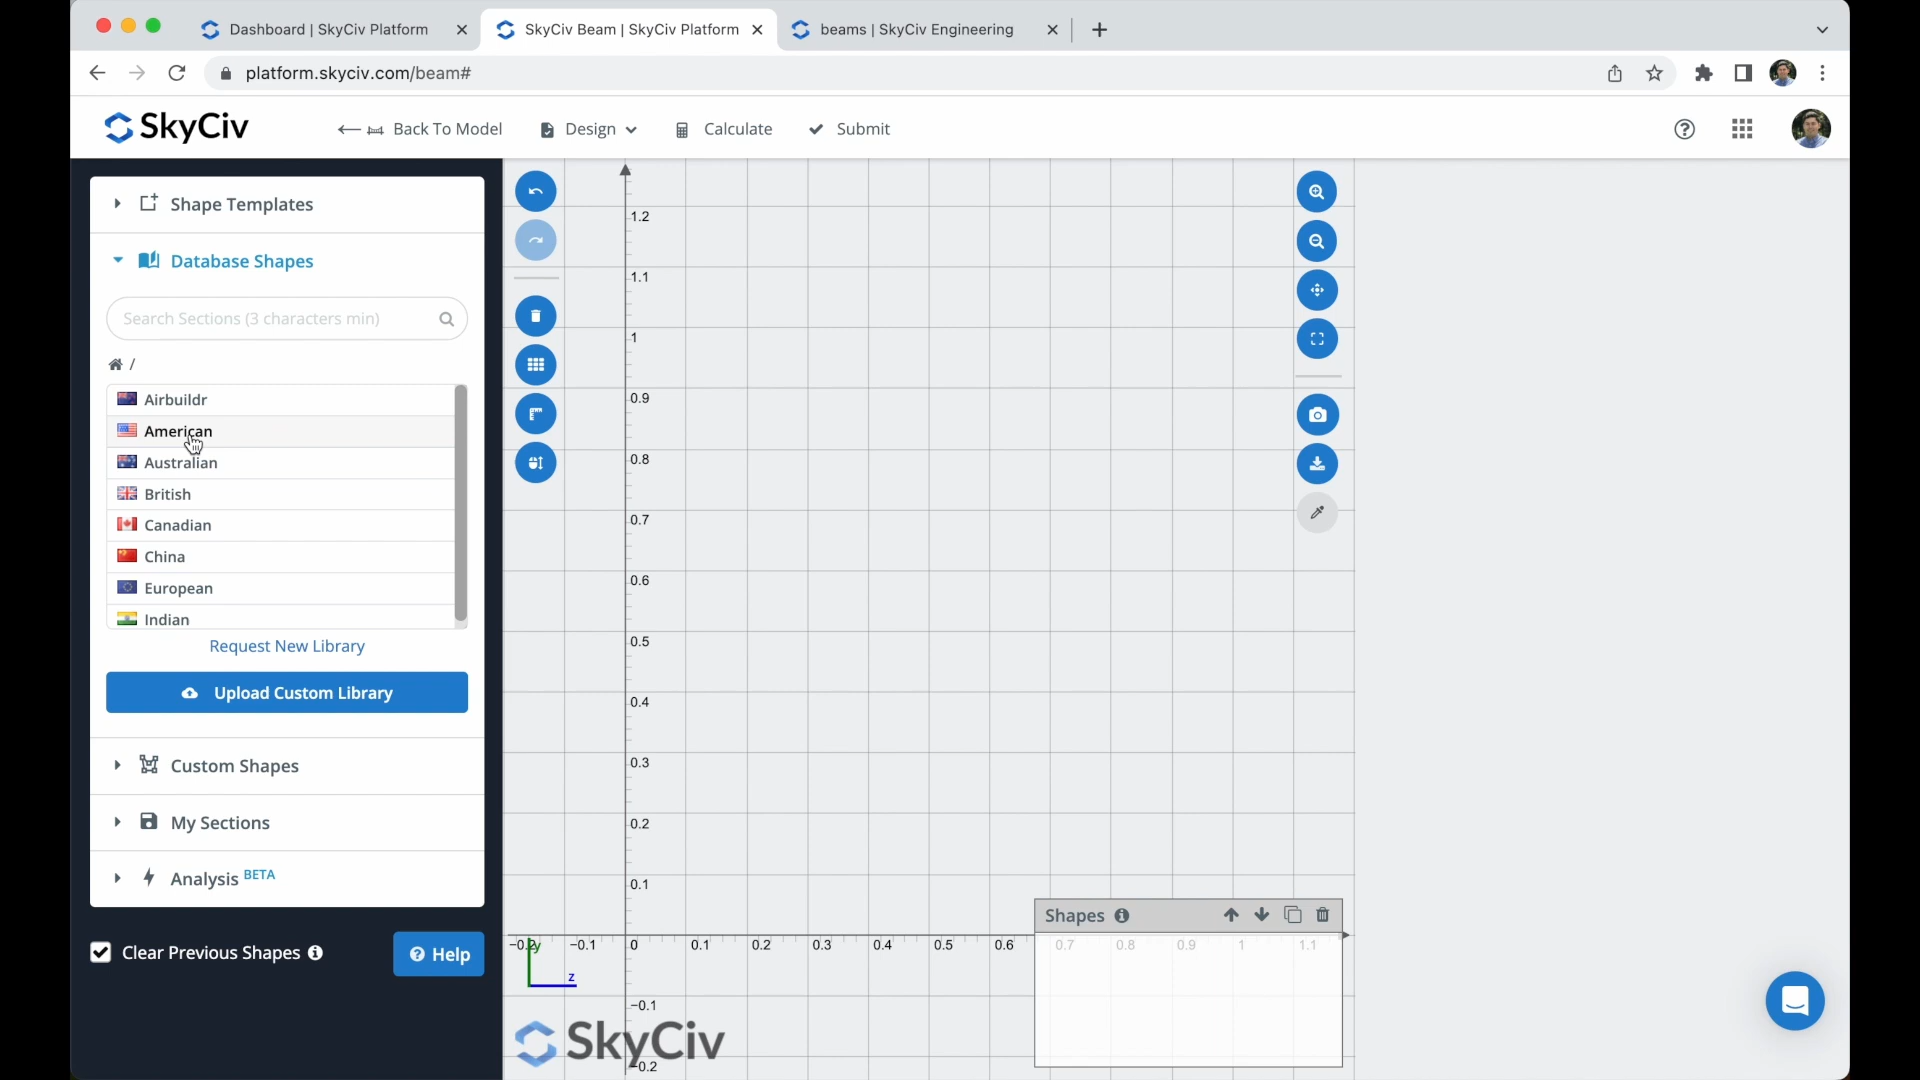 Dashboard | SkyCiv Platform
SkyCiv Beam | SkyCiv Platform
beams | SkyCiv Engineering
platform.skyciv.com/beam#
SkyCiv
Back To Model
Design
Calculate
Submit
Shape Templates
Database Shapes
Search Sections (3 characters min)
/
Airbuildr
American
Australian
British
Canadian
China
European
Indian
Request New Library
Upload Custom Library
Custom Shapes
My Sections
Analysis BETA
Clear Previous Shapes
Help
1.2
1.1
1
0.9
0.8
0.7
0.6
0.5
0.4
0.3
0.2
0.1
Shapes
−0.2 −0.1 0 0.1 0.2 0.3 0.4 0.5 0.6 0.7 0.8 0.9 1 1.1
y
z
−0.1
SkyCiv
−0.2